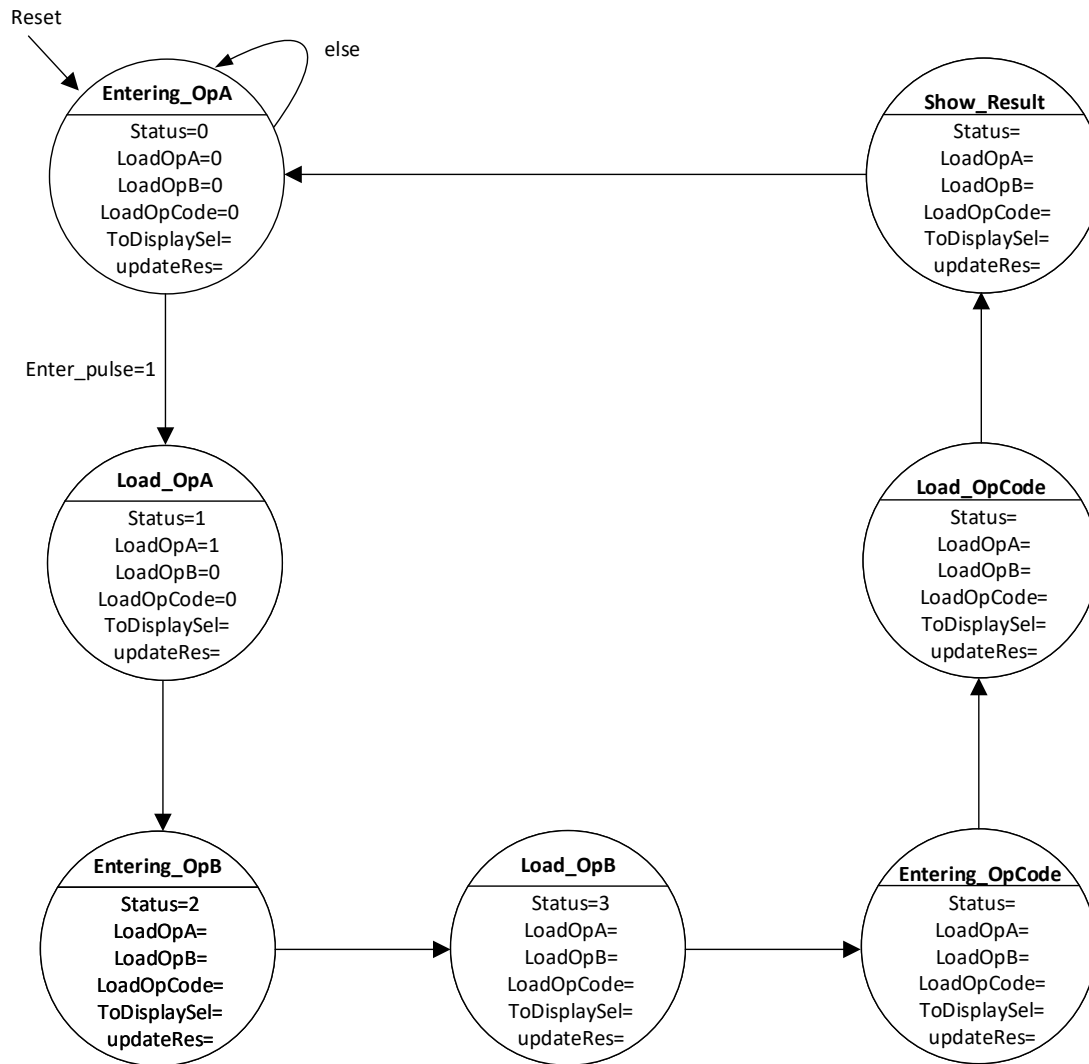 Reset
else
Entering_OpA
Status=0
LoadOpA=0
LoadOpB=0
LoadOpCode=0
ToDisplaySel=
updateRes=
Show_Result
Status=
LoadOpA=
LoadOpB=
LoadOpCode=
ToDisplaySel=
updateRes=
Enter_pulse=1
Load_OpA
Status=1
LoadOpA=1
LoadOpB=0
LoadOpCode=0
ToDisplaySel=
updateRes=
Load_OpCode
Status=
LoadOpA=
LoadOpB=
LoadOpCode=
ToDisplaySel=
updateRes=
Entering_OpB
Status=2
LoadOpA=
LoadOpB=
LoadOpCode=
ToDisplaySel=
updateRes=
Load_OpB
Status=3
LoadOpA=
LoadOpB=
LoadOpCode=
ToDisplaySel=
updateRes=
Entering_OpCode
Status=
LoadOpA=
LoadOpB=
LoadOpCode=
ToDisplaySel=
updateRes=